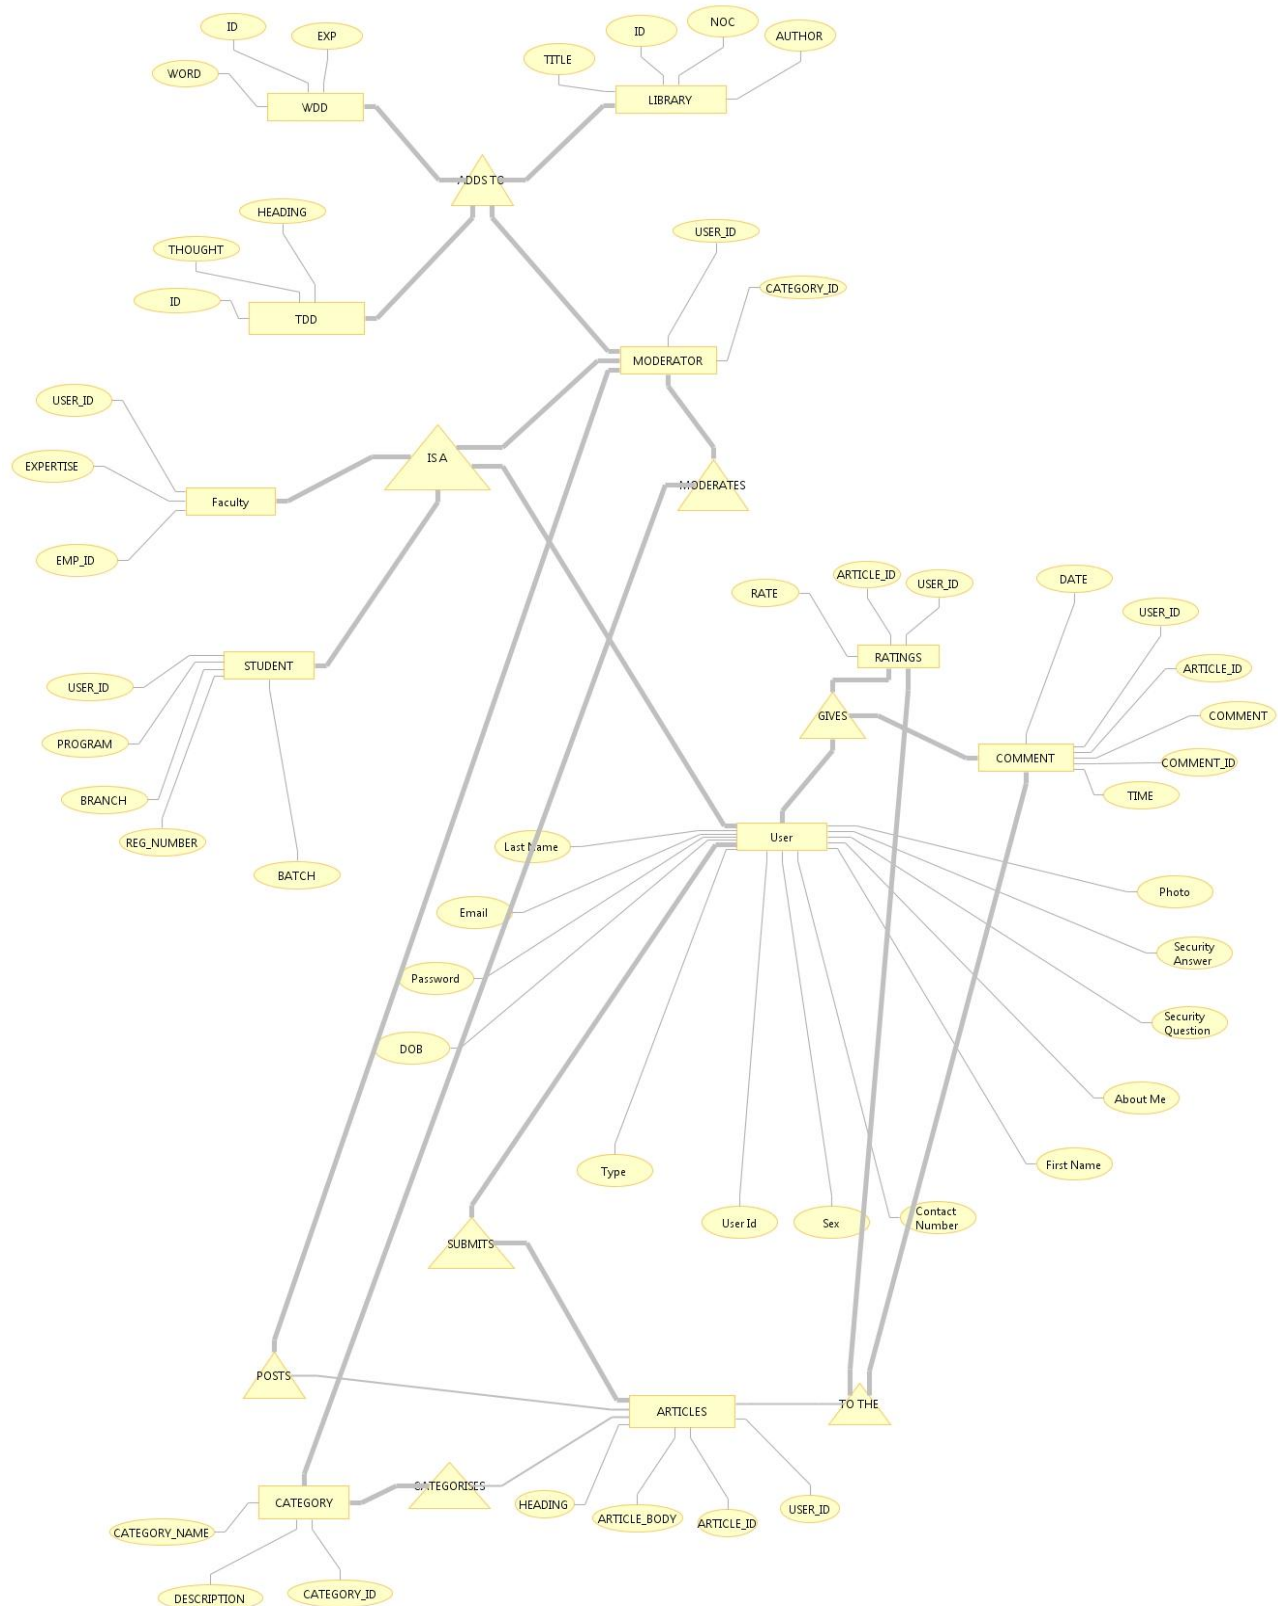 ID
EXP
WORD
WDD
TITLE
ID
NOC
AUTHOR
LIBRARY
ADDS TO
HEADING
THOUGHT
ID
TDD
USER_ID
CATEGORY_ID
MODERATOR
USER_ID
EXPERTISE
Faculty
EMP_ID
IS A
MODERATES
RATE
ARTICLE_ID
USER_ID
RATINGS
DATE
USER_ID
ARTICLE_ID
COMMENT
COMMENT_ID
TIME
COMMENT
GIVES
STUDENT
USER_ID
PROGRAM
BRANCH
REG_NUMBER
BATCH
User
Last Name
Email
Password
DOB
Type
User Id
Sex
Contact
Number
First Name
About Me
Security
Question
Security
Answer
Photo
SUBMITS
POSTS
ARTICLES
TO THE
CATEGORISES
HEADING
ARTICLE_BODY
ARTICLE_ID
USER_ID
CATEGORY
CATEGORY_NAME
DESCRIPTION
CATEGORY_ID